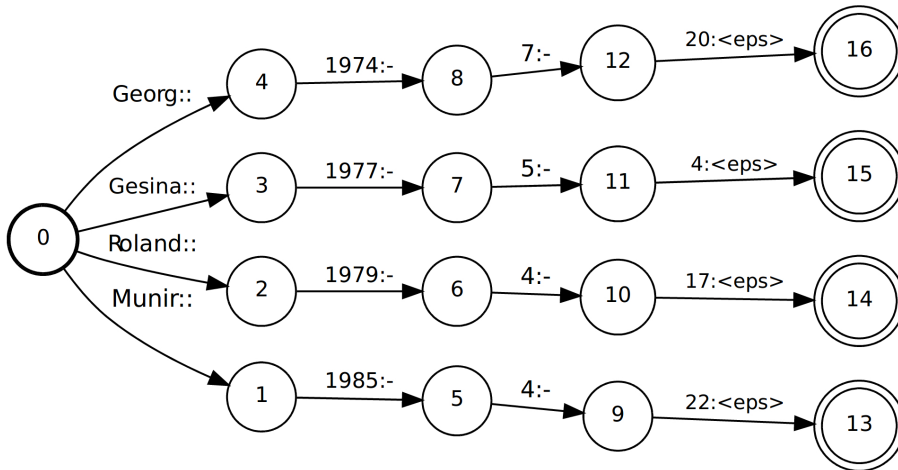 Georg:: 4 1974:- 8 7:- 12 20:<eps> 16
Gesina:: 3 1977:- 7 5:- 11 4:<eps> 15
0
Roland:: 2 1979:- 6 4:- 10 17:<eps> 14
Munir:: 1 1985:- 5 4:- 9 22:<eps> 13